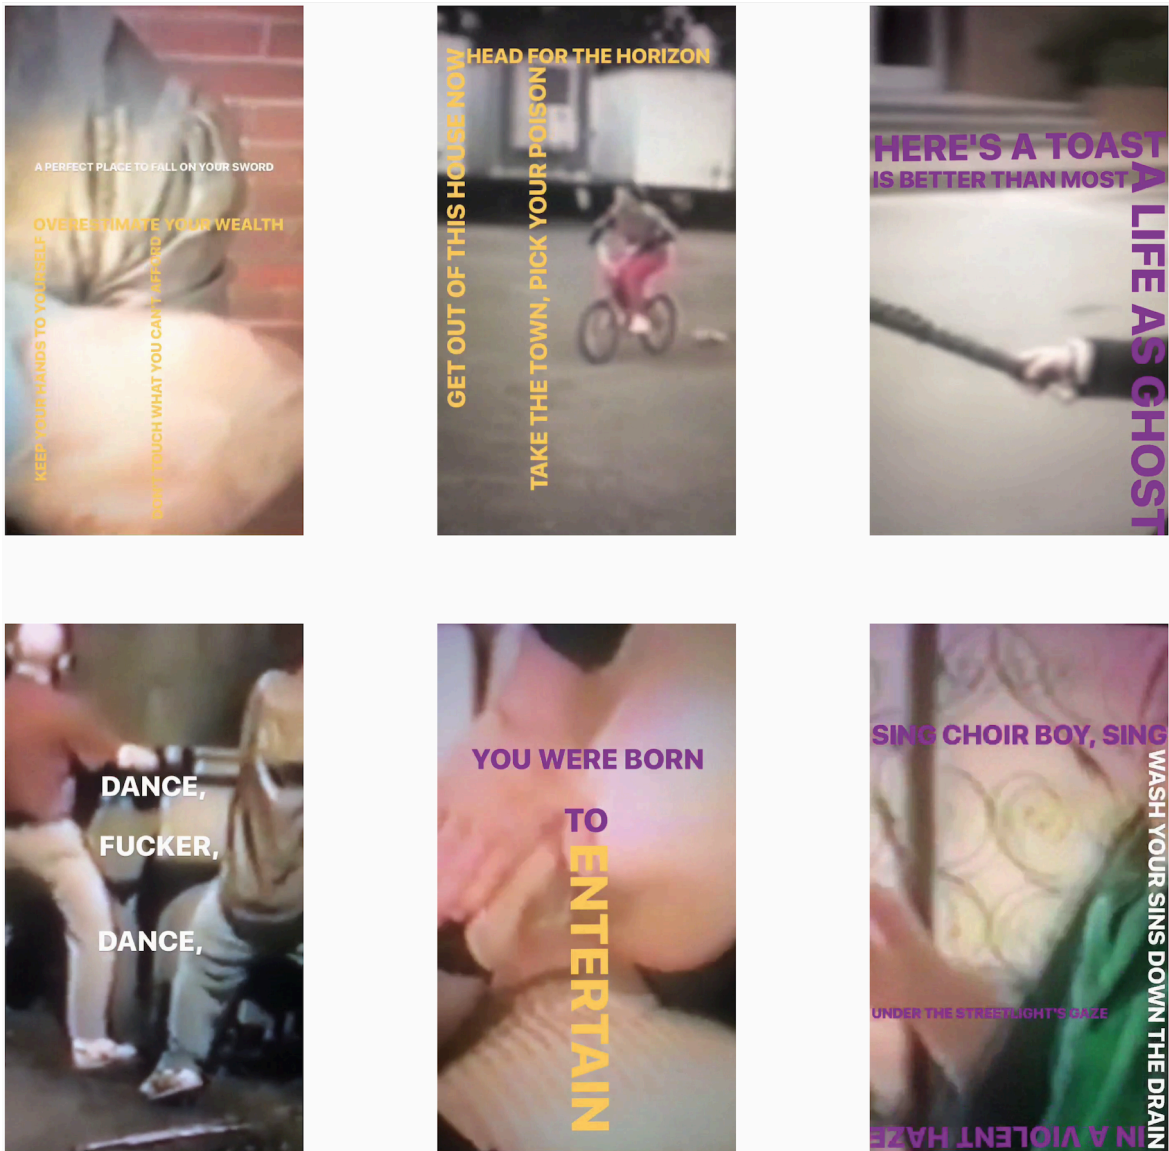 A PERFECT PLACE TO FALL ON YOUR SWORD
OVERESTIMATE YOUR WEALTH
KEEP YOUR HANDS TO YOURSELF
DON'T TOUCH WHAT YOU CAN'T AFFORD
HEAD FOR THE HORIZON
GET OUT OF THIS HOUSE NOW
TAKE THE TOWN, PICK YOUR POISON
HERE'S A TOAST
IS BETTER THAN MOST
A LIFE AS GHOST
DANCE,
FUCKER,
DANCE,
YOU WERE BORN
TO
ENTERTAIN
SING CHOIR BOY, SING
WASH YOUR SINS DOWN THE DRAIN
UNDER THE STREETLIGHT'S GAZE
IN A VIOLENT HAZE